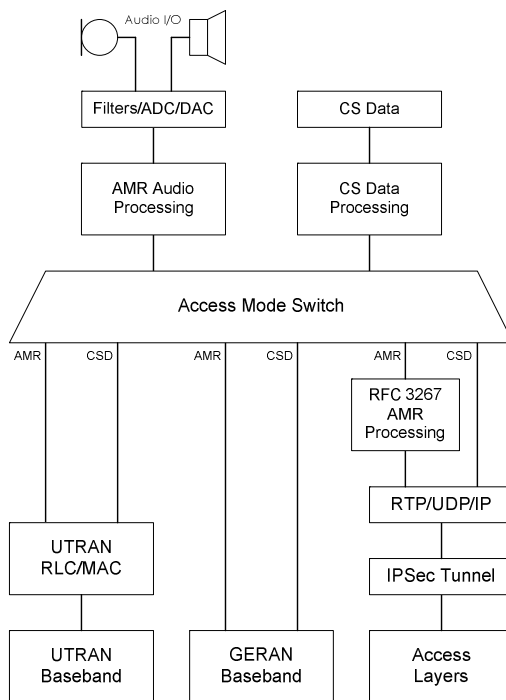 Audio I/O
Filters/ADC/DAC
CS Data
AMR Audio
Processing
CS Data
Processing
Access Mode Switch
AMR
CSD
AMR
CSD
AMR
CSD
RFC 3267
AMR
Processing
RTP/UDP/IP
UTRAN
RLC/MAC
IPSec Tunnel
UTRAN
Baseband
GERAN
Baseband
Access
Layers